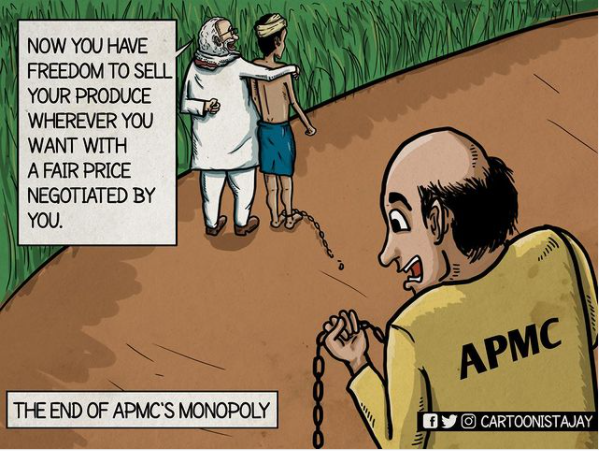 NOW YOU HAVE
FREEDOM TO SELL
YOUR PRODUCE
WHEREVER YOU
WANT WITH
A FAIR PRICE
NEGOTIATED BY
YOU.
APMC
THE END OF APMC'S MONOPOLY
CARTOONISTAJAY